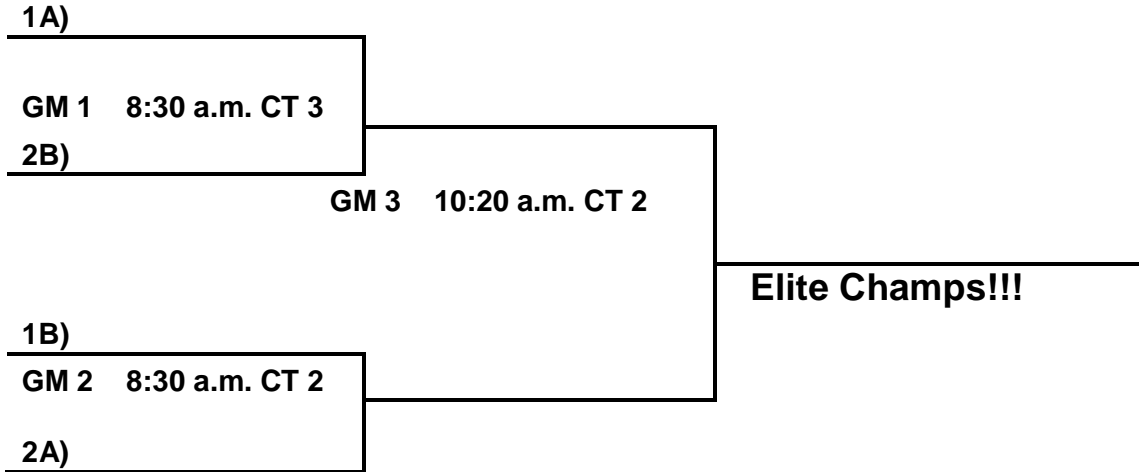 1A)
GM 1 8:30 a.m. CT 3
2B)
GM 3 10:20 a.m. CT 2
Elite Champs!!!
1B)
GM 2 8:30 a.m. CT 2
2A)